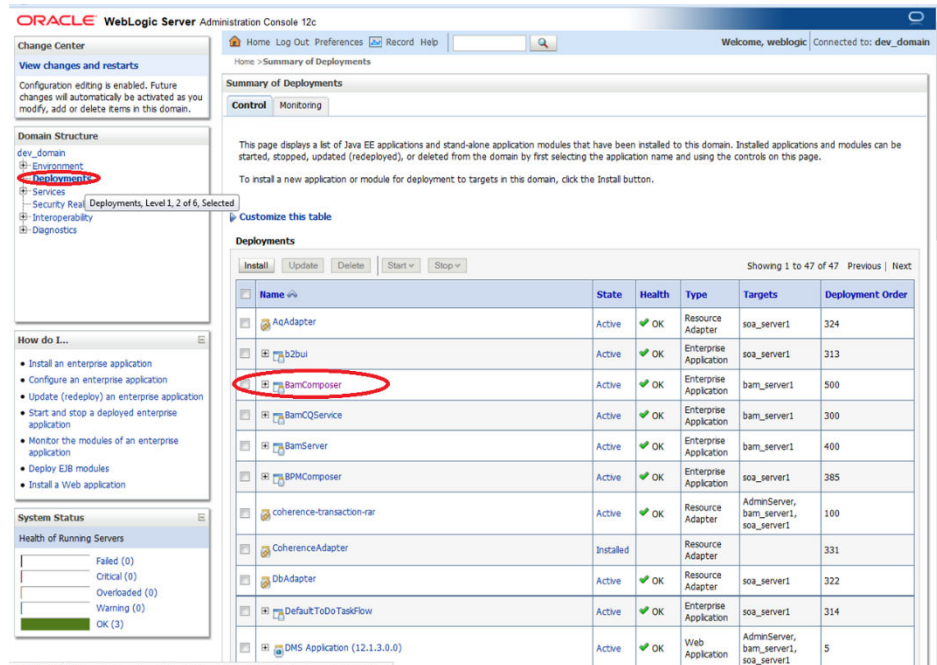 ORACLE WebLogic Server Administration Console 12c
Change Center
View changes and restarts
Configuration editing is enabled. Future
changes will automatically be activated as you
modify, add or delete items in this domain.
Domain Structure
dev_domain
Environment
Deployments
Services
Security Real
Interoperability
Diagnostics
Deployments, Level 1, 2 of 6, Selected
How do I...
Install an enterprise application
Configure an enterprise application
Update (redeploy) an enterprise application
Start and stop a deployed enterprise
application
Monitor the modules of an enterprise
application
Deploy EJB modules
Install a Web application
System Status
Health of Running Servers
Failed (0)
Critical (0)
Overloaded (0)
Warning (0)
OK (3)
Home Log Out Preferences Record Help
Welcome, weblogic Connected to: dev_domain
Home >Summary of Deployments
Summary of Deployments
Control Monitoring
This page displays a list of Java EE applications and stand-alone application modules that have been installed to this domain. Installed applications and modules can be
started, stopped, updated (redeployed), or deleted from the domain by first selecting the application name and using the controls on this page.
To install a new application or module for deployment to targets in this domain, click the Install button.
Customize this table
Deployments
Install Update Delete Start Stop
Showing 1 to 47 of 47 Previous | Next
Name State Health Type Targets Deployment Order
AqAdapter Active OK Resource Adapter soa_server1 324
b2bui Active OK Enterprise Application soa_server1 313
BamComposer Active OK Enterprise Application bam_server1 500
BamCQService Active OK Enterprise Application bam_server1 300
BamServer Active OK Enterprise Application bam_server1 400
BPMComposer Active OK Enterprise Application soa_server1 385
coherence-transaction-rar Active OK Resource Adapter AdminServer, bam_server1, soa_server1 100
CoherenceAdapter Installed Resource Adapter 331
DbAdapter Active OK Resource Adapter soa_server1 322
DefaultToDoTaskFlow Active OK Enterprise Application soa_server1 314
DMS Application (12.1.3.0.0) Active OK Web Application AdminServer, bam_server1, soa_server1 5